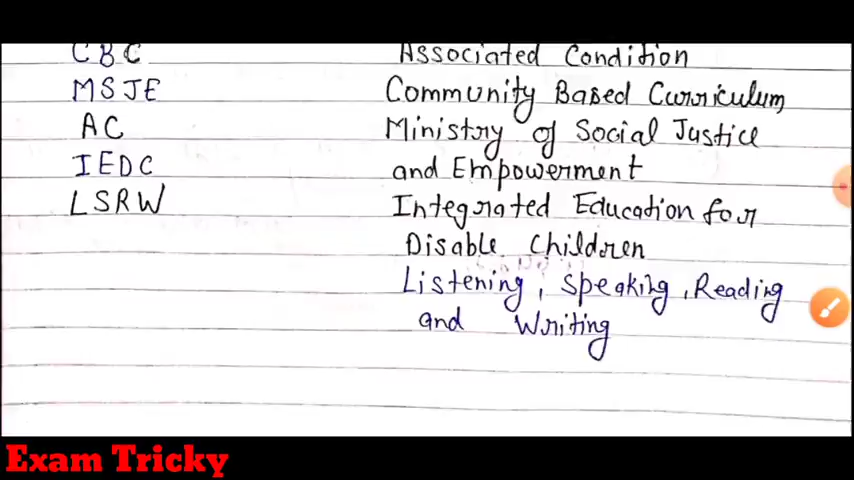 CBC Associated Condition
MSJE Community Based Curriculum
AC Ministry of Social Justice
IEDC and Empowerment
LSRW Integrated Education for
Disable Children
Listening, Speaking, Reading
and Writing
Exam Tricky